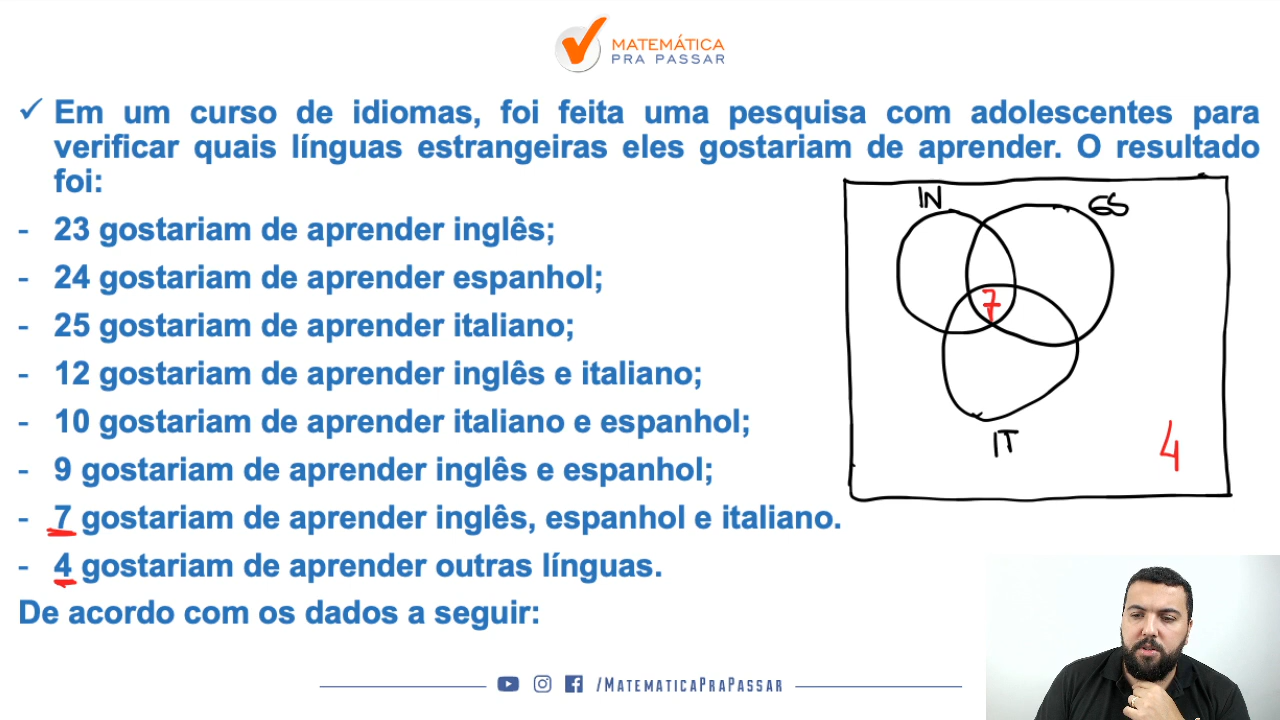 MATEMÁTICA
PRA PASSAR
✓ Em um curso de idiomas, foi feita uma pesquisa com adolescentes para
verificar quais línguas estrangeiras eles gostariam de aprender. O resultado
foi:
- 23 gostariam de aprender inglês;
- 24 gostariam de aprender espanhol;
- 25 gostariam de aprender italiano;
- 12 gostariam de aprender inglês e italiano;
- 10 gostariam de aprender italiano e espanhol;
- 9 gostariam de aprender inglês e espanhol;
- 7 gostariam de aprender inglês, espanhol e italiano.
- 4 gostariam de aprender outras línguas.
De acordo com os dados a seguir:
IN
ES
7
IT
4
/MATEMATICAPRAPASSAR